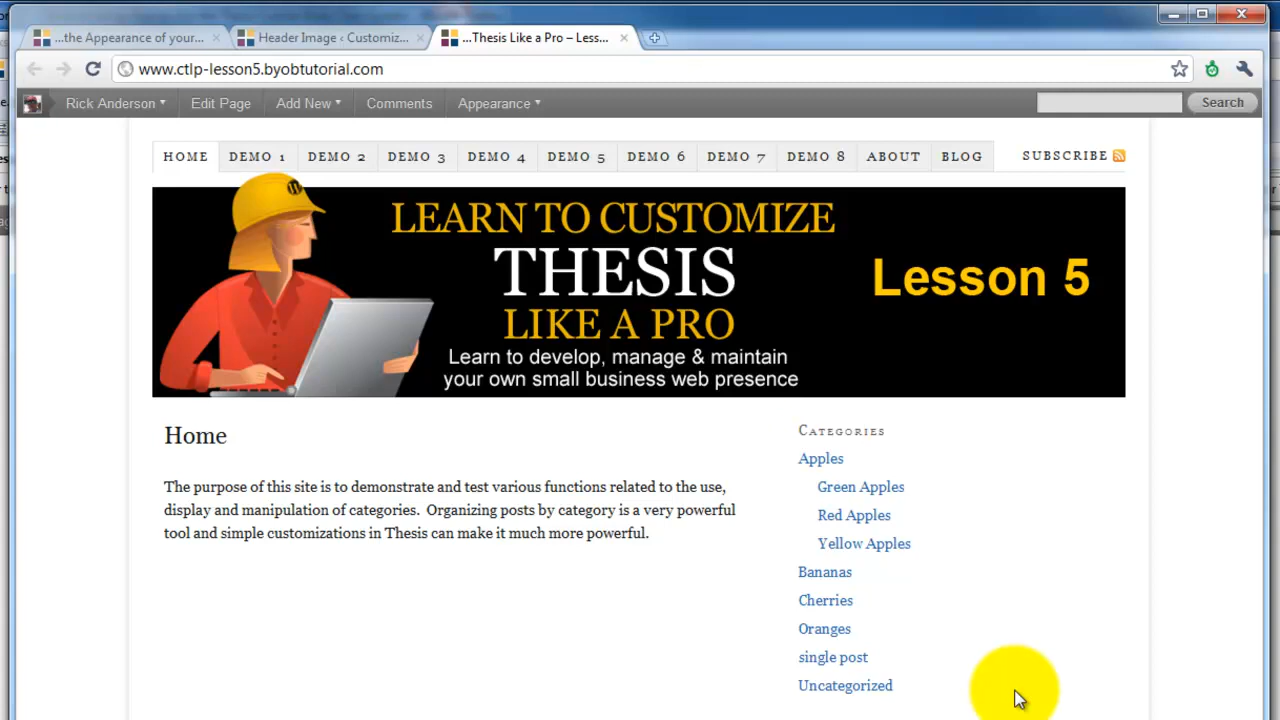 ...the Appearance of your...
Header Image ‹ Customiz...
...Thesis Like a Pro – Less...
www.ctlp-lesson5.byobtutorial.com
Rick Anderson
Edit Page
Add New
Comments
Appearance
Search
HOME
DEMO 1
DEMO 2
DEMO 3
DEMO 4
DEMO 5
DEMO 6
DEMO 7
DEMO 8
ABOUT
BLOG
SUBSCRIBE
LEARN TO CUSTOMIZE
THESIS
LIKE A PRO
Learn to develop, manage & maintain
your own small business web presence
Lesson 5
Home
The purpose of this site is to demonstrate and test various functions related to the use,
display and manipulation of categories. Organizing posts by category is a very powerful
tool and simple customizations in Thesis can make it much more powerful.
Categories
Apples
Green Apples
Red Apples
Yellow Apples
Bananas
Cherries
Oranges
single post
Uncategorized